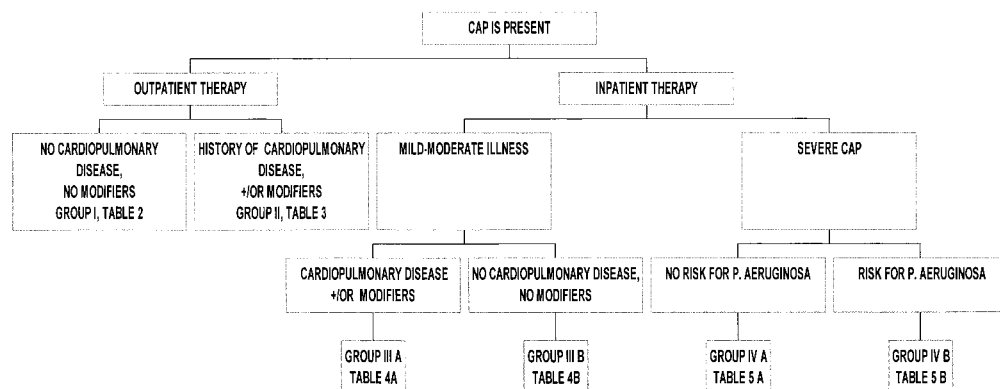 CAP IS PRESENT
OUTPATIENT THERAPY
INPATIENT THERAPY
NO CARDIOPULMONARY
DISEASE,
NO MODIFIERS
GROUP I, TABLE 2
HISTORY OF CARDIOPULMONARY
DISEASE,
+/OR MODIFIERS
GROUP II, TABLE 3
MILD-MODERATE ILLNESS
SEVERE CAP
CARDIOPULMONARY DISEASE
+/OR MODIFIERS
NO CARDIOPULMONARY DISEASE,
NO MODIFIERS
NO RISK FOR P. AERUGINOSA
RISK FOR P. AERUGINOSA
GROUP III A
TABLE 4A
GROUP III B
TABLE 4B
GROUP IV A
TABLE 5 A
GROUP IV B
TABLE 5 B